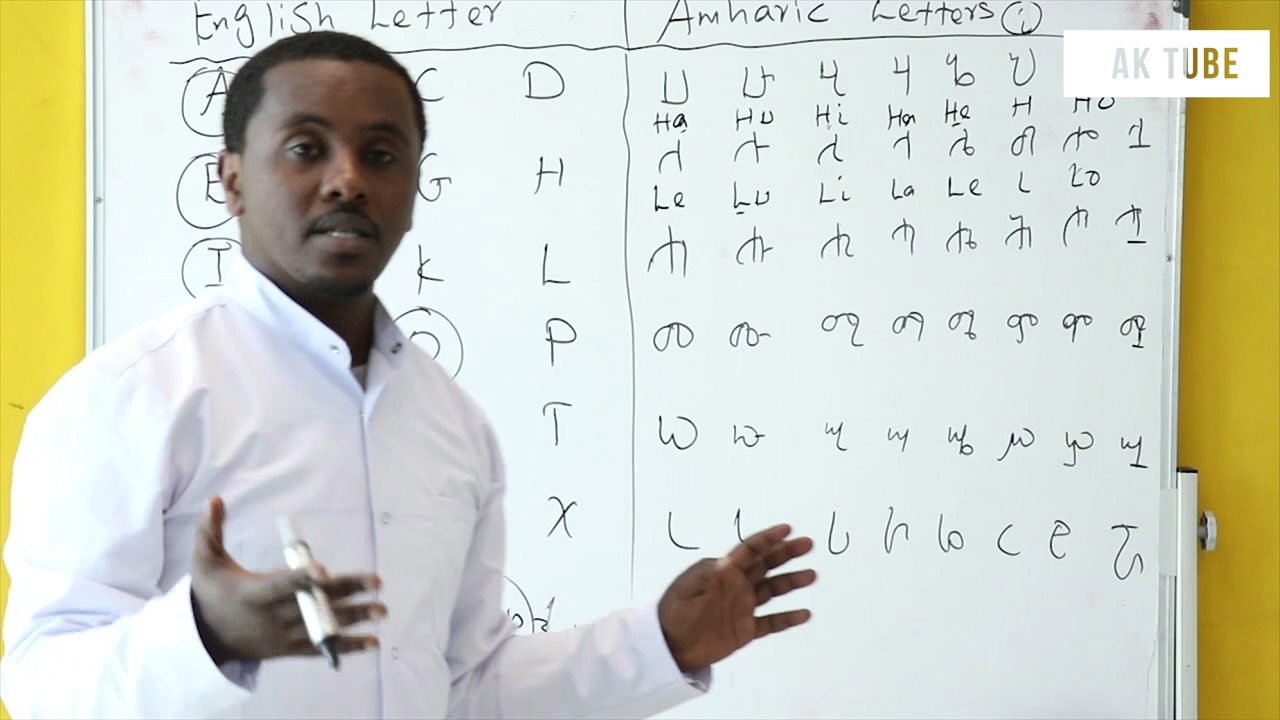 English Letter
Amharic Letters
AK TUBE
A C D
ሀ ሁ ሂ ሃ ሄ ህ
Ha Hu Hi Ha He H Ho
E G H
ለ ሉ ሊ ላ ሌ ል ሎ ሏ
Le Lu Li La Le L Lo
I K L
ሐ ሑ ሒ ሓ ሔ ሕ ሖ ሗ
O P
መ ሙ ሚ ማ ሜ ም ሞ ሟ
T
ሠ ሡ ሢ ሣ ሤ ሥ ሦ ሧ
X
ረ ሩ ሪ ራ ሬ ር ሮ ሯ